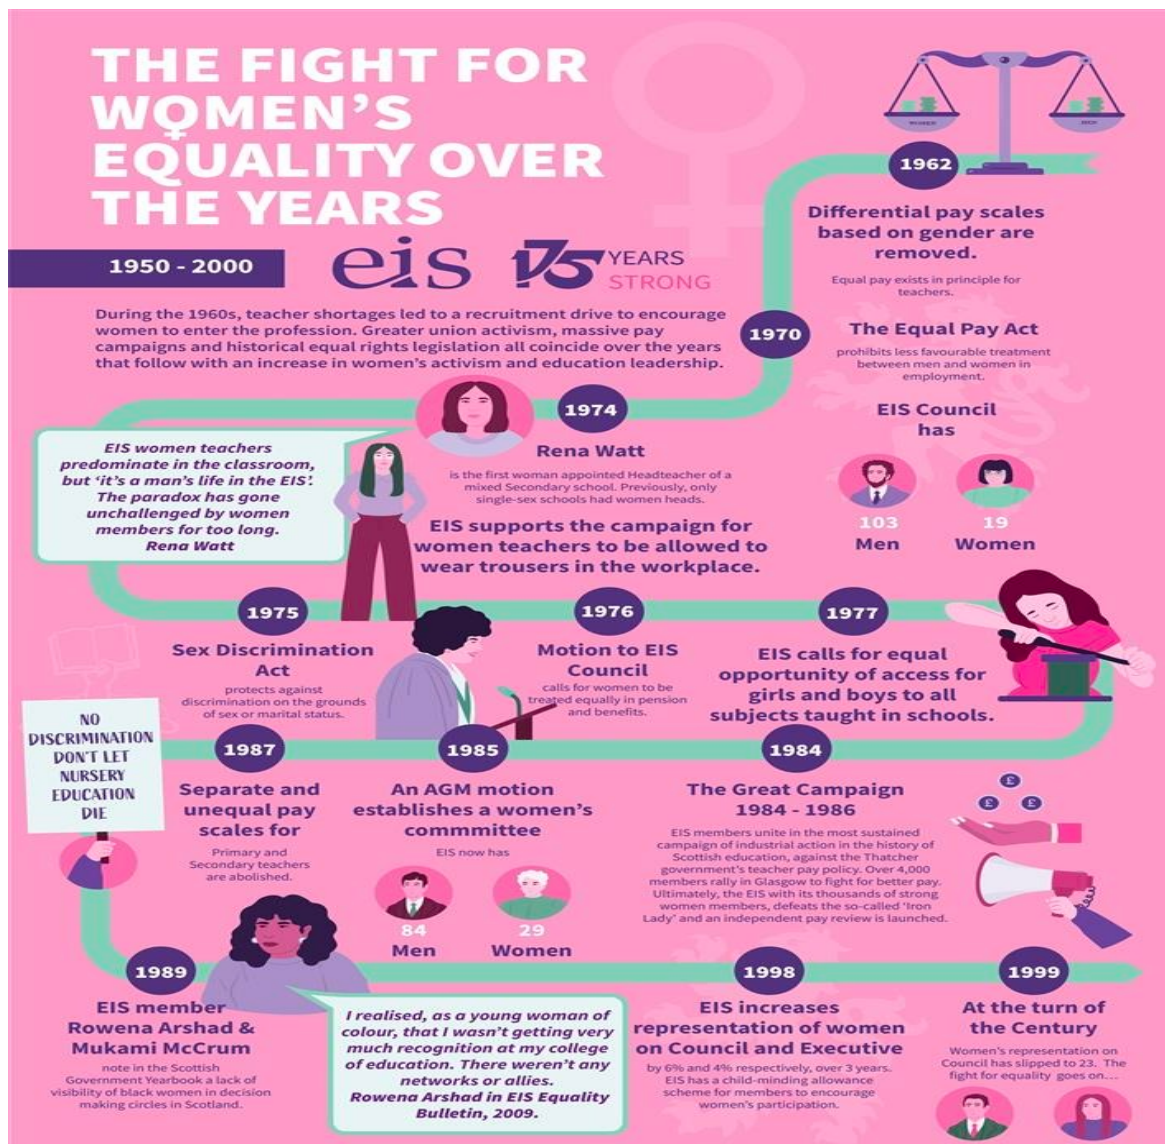 THE FIGHT FOR
WOMEN'S
EQUALITY OVER
THE YEARS
1950 - 2000
eis
175 YEARS
STRONG
During the 1960s, teacher shortages led to a recruitment drive to encourage
women to enter the profession. Greater union activism, massive pay
campaigns and historical equal rights legislation all coincide over the years
that follow with an increase in women's activism and education leadership.
WOMEN
MEN
1962
Differential pay scales
based on gender are
removed.
Equal pay exists in principle for
teachers.
1970
The Equal Pay Act
prohibits less favourable treatment
between men and women in
employment.
EIS Council
has
103
Men
19
Women
1974
Rena Watt
is the first woman appointed Headteacher of a
mixed Secondary school. Previously, only
single-sex schools had women heads.
EIS supports the campaign for
women teachers to be allowed to
wear trousers in the workplace.
EIS women teachers
predominate in the classroom,
but 'it's a man's life in the EIS'.
The paradox has gone
unchallenged by women
members for too long.
Rena Watt
1975
Sex Discrimination
Act
protects against
discrimination on the grounds
of sex or marital status.
1976
Motion to EIS
Council
calls for women to be
treated equally in pension
and benefits.
1977
EIS calls for equal
opportunity of access for
girls and boys to all
subjects taught in schools.
1984
The Great Campaign
1984 - 1986
EIS members unite in the most sustained
campaign of industrial action in the history of
Scottish education, against the Thatcher
government's teacher pay policy. Over 4,000
members rally in Glasgow to fight for better pay.
Ultimately, the EIS with its thousands of strong
women members, defeats the so-called 'Iron
Lady' and an independent pay review is launched.
£
£
£
1985
An AGM motion
establishes a women's
commmittee
EIS now has
84
Men
29
Women
1987
Separate and
unequal pay
scales for
Primary and
Secondary teachers
are abolished.
NO
DISCRIMINATION
DON'T LET
NURSERY
EDUCATION
DIE
1989
EIS member
Rowena Arshad &
Mukami McCrum
note in the Scottish
Government Yearbook a lack of
visibility of black women in decision
making circles in Scotland.
I realised, as a young woman of
colour, that I wasn't getting very
much recognition at my college
of education. There weren't any
networks or allies.
Rowena Arshad in EIS Equality
Bulletin, 2009.
1998
EIS increases
representation of women
on Council and Executive
by 6% and 4% respectively, over 3 years.
EIS has a child-minding allowance
scheme for members to encourage
women's participation.
1999
At the turn of
the Century
Women's representation on
Council has slipped to 23. The
fight for equality goes on...